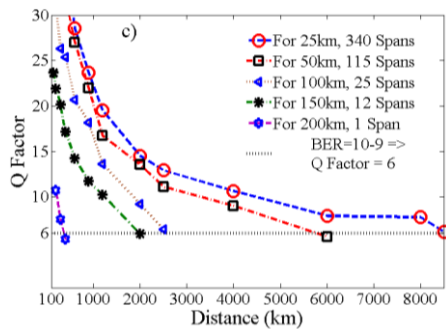 30
25
20
15
10
6
0
Q Factor
c)
For 25km, 340 Spans
For 50km, 115 Spans
For 100km, 25 Spans
For 150km, 12 Spans
For 200km, 1 Span
BER=10-9 =>
Q Factor = 6
100 1000 2000 3000 4000 5000 6000 7000 8000
Distance (km)